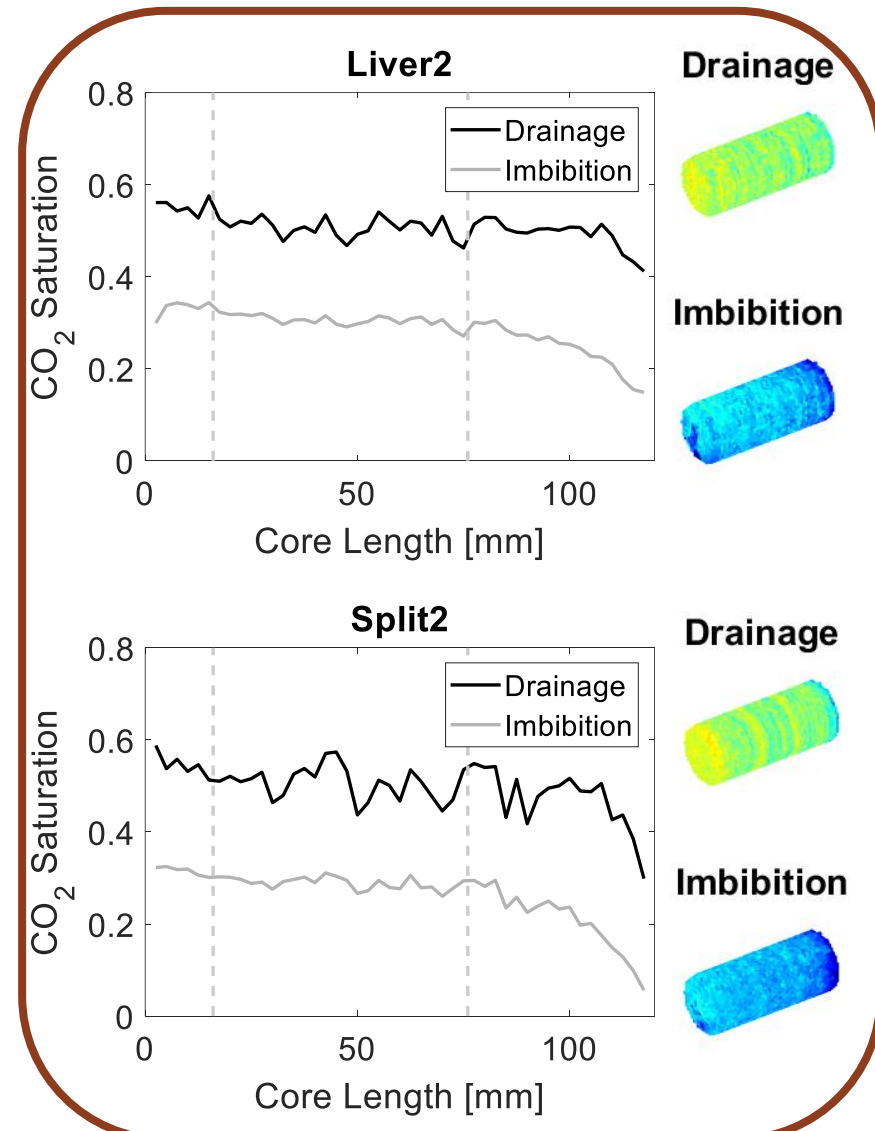 Liver2
Drainage
0.8
Drainage
Imbibition
0.6
CO2 Saturation
0.4
Imbibition
0.2
0
0 50 100
Core Length [mm]
Split2
Drainage
0.8
Drainage
Imbibition
0.6
CO2 Saturation
0.4
Imbibition
0.2
0
0 50 100
Core Length [mm]